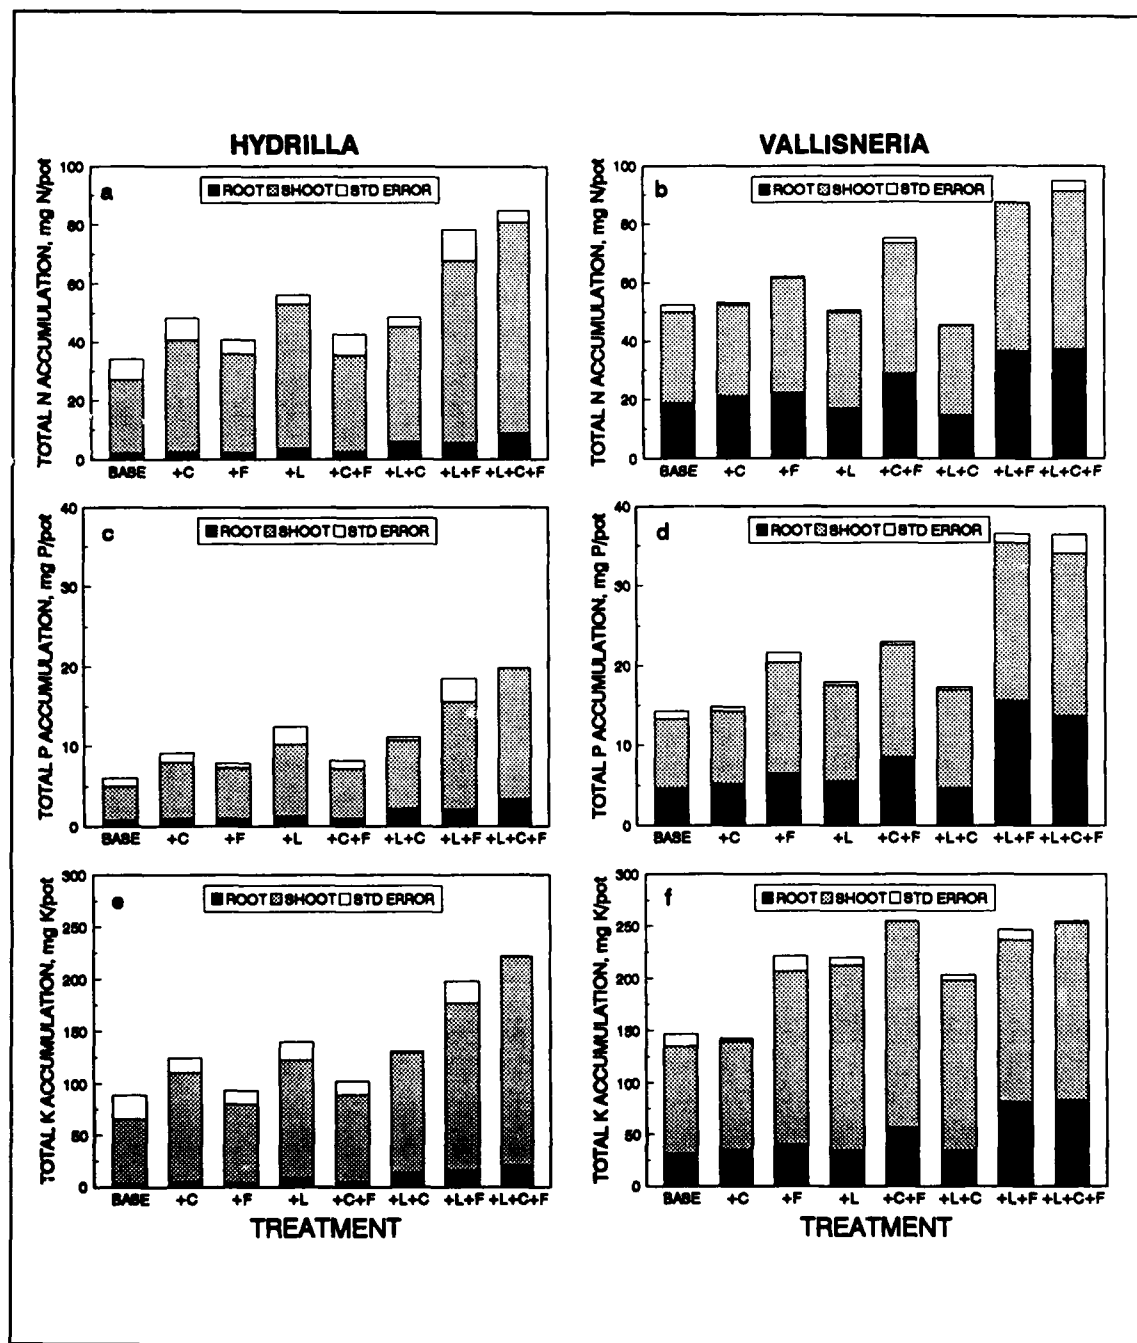 HYDRILLA
VALLISNERIA
TOTAL N ACCUMULATION, mg N/pot
100
80
60
40
20
0
a
ROOT SHOOT STD ERROR
BASE +C +F +L +C+F +L+C +L+F +L+C+F
TOTAL N ACCUMULATION, mg N/pot
100
80
60
40
20
0
b
ROOT SHOOT STD ERROR
BASE +C +F +L +C+F +L+C +L+F +L+C+F
TOTAL P ACCUMULATION, mg P/pot
40
30
20
10
0
c
ROOT SHOOT STD ERROR
BASE +C +F +L +C+F +L+C +L+F +L+C+F
TOTAL P ACCUMULATION, mg P/pot
40
30
20
10
0
d
ROOT SHOOT STD ERROR
BASE +C +F +L +C+F +L+C +L+F +L+C+F
TOTAL K ACCUMULATION, mg K/pot
300
250
200
150
100
50
0
e
ROOT SHOOT STD ERROR
BASE +C +F +L +C+F +L+C +L+F +L+C+F
TREATMENT
TOTAL K ACCUMULATION, mg K/pot
300
250
200
150
100
50
0
f
ROOT SHOOT STD ERROR
BASE +C +F +L +C+F +L+C +L+F +L+C+F
TREATMENT